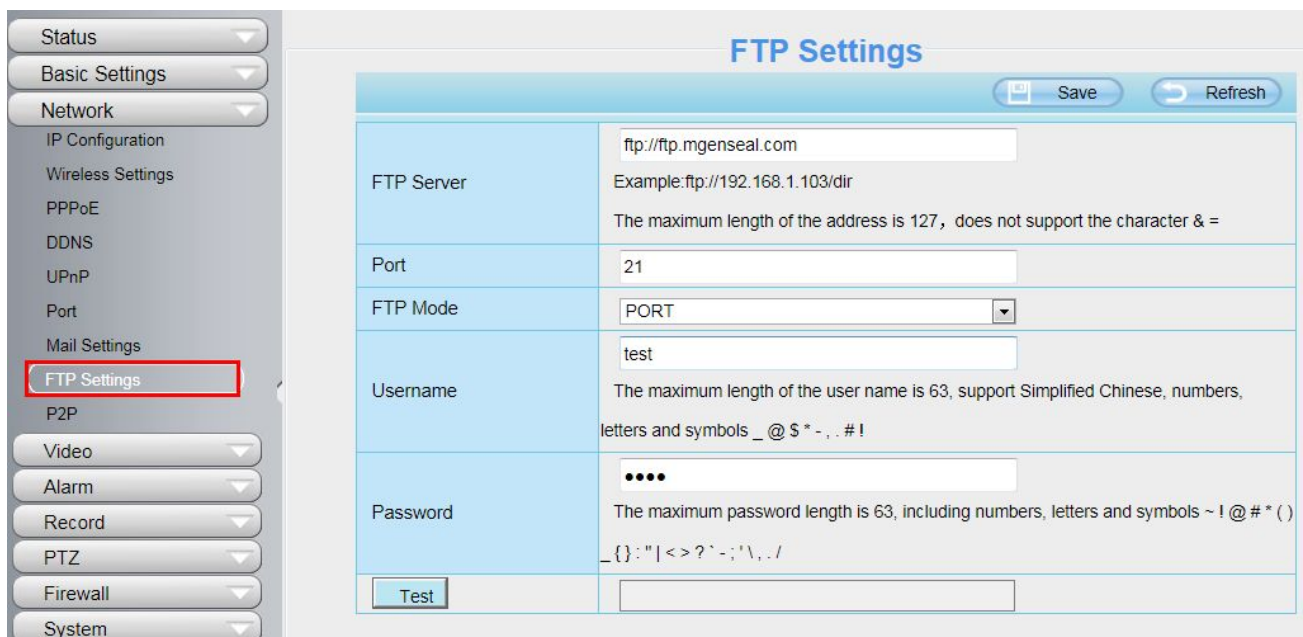 Status
Basic Settings
Network
IP Configuration
Wireless Settings
PPPoE
DDNS
UPnP
Port
Mail Settings
FTP Settings
P2P
Video
Alarm
Record
PTZ
Firewall
System
FTP Settings
Save Refresh
FTP Server
ftp://ftp.mgenseal.com
Example:ftp://192.168.1.103/dir
The maximum length of the address is 127，does not support the character & =
Port
21
FTP Mode
PORT
Username
test
The maximum length of the user name is 63, support Simplified Chinese, numbers,
letters and symbols _ @ $ * - , . # !
Password
••••
The maximum password length is 63, including numbers, letters and symbols ~ ! @ # * ( )
_ { } : " | < > ? ` - ; ' \ , . /
Test